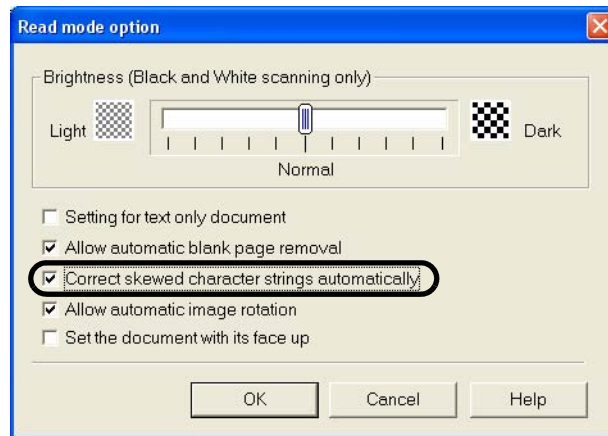 Read mode option
Brightness (Black and White scanning only)
Light
Dark
Normal
Setting for text only document
Allow automatic blank page removal
Correct skewed character strings automatically
Allow automatic image rotation
Set the document with its face up
OK Cancel Help